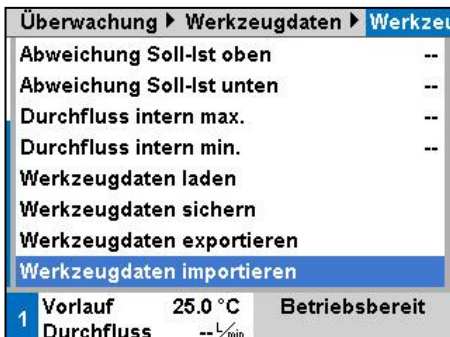 Überwachung ▶ Werkzeugdaten ▶ Werkzeu
Abweichung Soll-Ist oben --
Abweichung Soll-Ist unten --
Durchfluss intern max. --
Durchfluss intern min. --
Werkzeugdaten laden
Werkzeugdaten sichern
Werkzeugdaten exportieren
Werkzeugdaten importieren
1 Vorlauf 25.0 °C Betriebsbereit
Durchfluss -- L/min